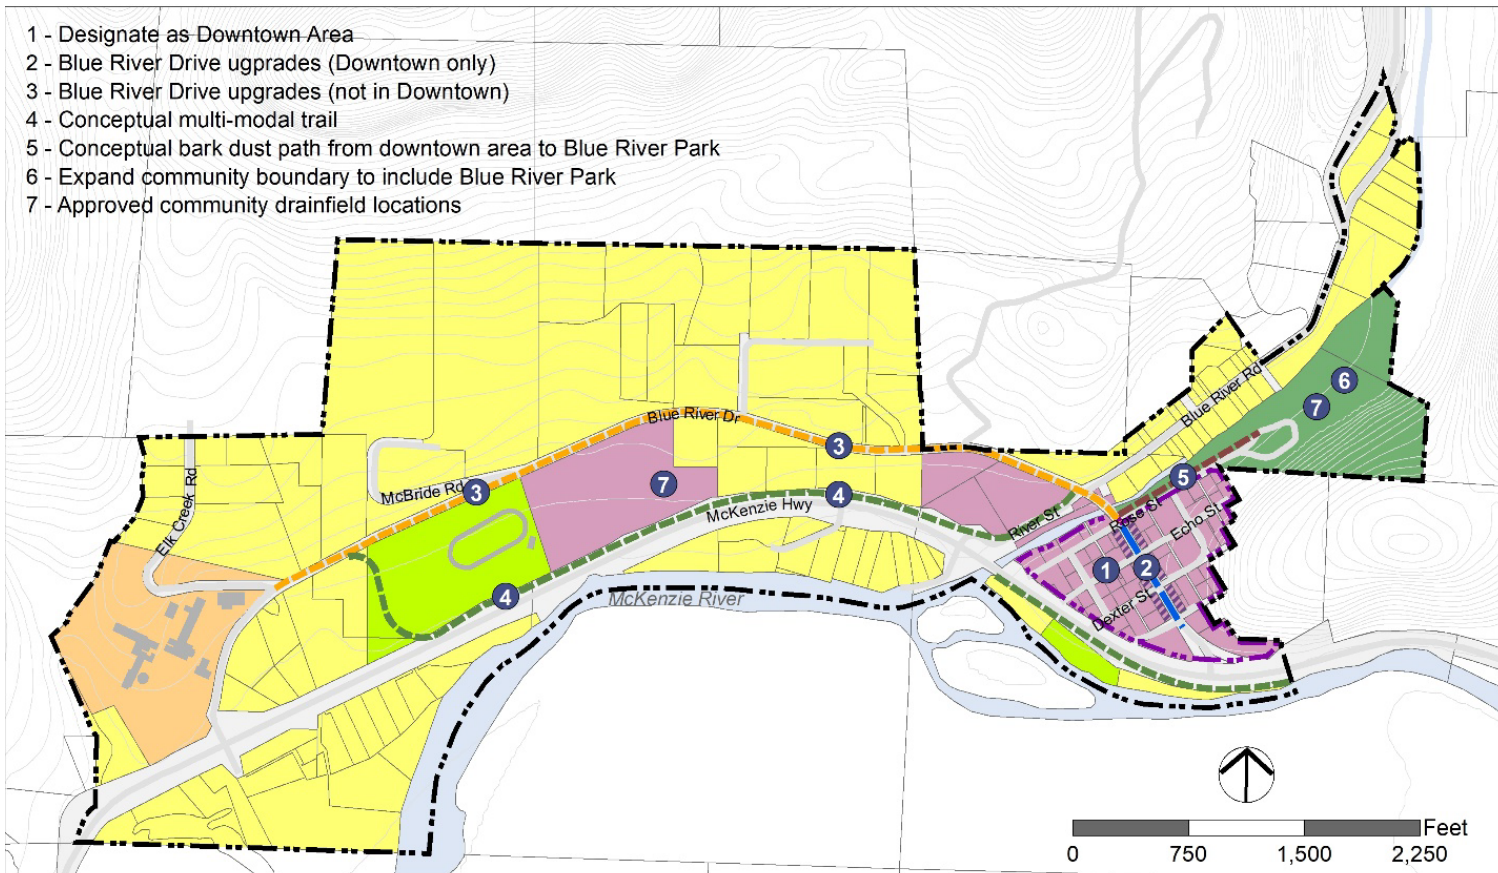 1 - Designate as Downtown Area
2 - Blue River Drive ugprades (Downtown only)
3 - Blue River Drive upgrades (not in Downtown)
4 - Conceptual multi-modal trail
5 - Conceptual bark dust path from downtown area to Blue River Park
6 - Expand community boundary to include Blue River Park
7 - Approved community drainfield locations
6
7
Blue River Rd
Blue River Dr
3
5
7
McBride Rd
3
4
McKenzie Hwy
Elk Creek Rd
River St
Rose St
Echo St
1
2
4
McKenzie River
Dexter St
Feet
0
750
1,500
2,250